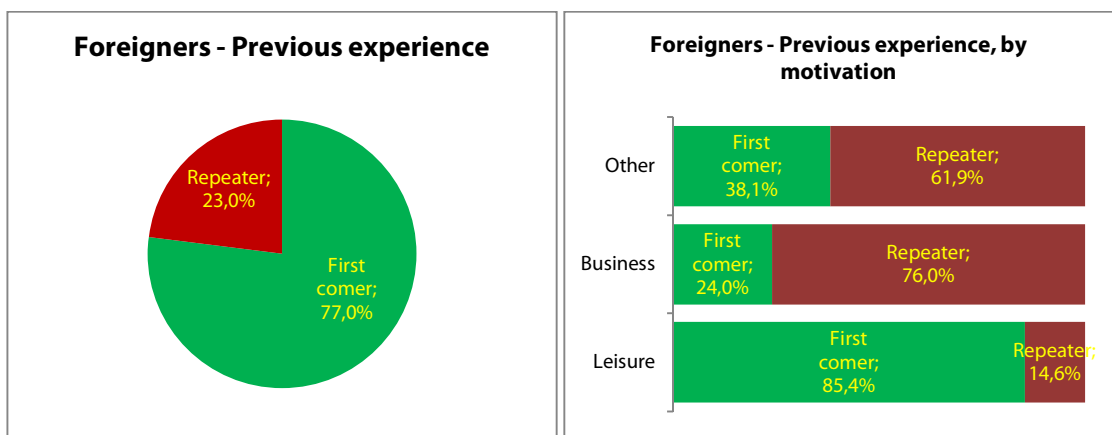 Foreigners - Previous experience
Repeater;
23,0%
First
comer;
77,0%
Foreigners - Previous experience, by
motivation
Other
First
comer;
38,1%
Repeater;
61,9%
Business
First
comer;
24,0%
Repeater;
76,0%
Leisure
First
comer;
85,4%
Repeater;
14,6%